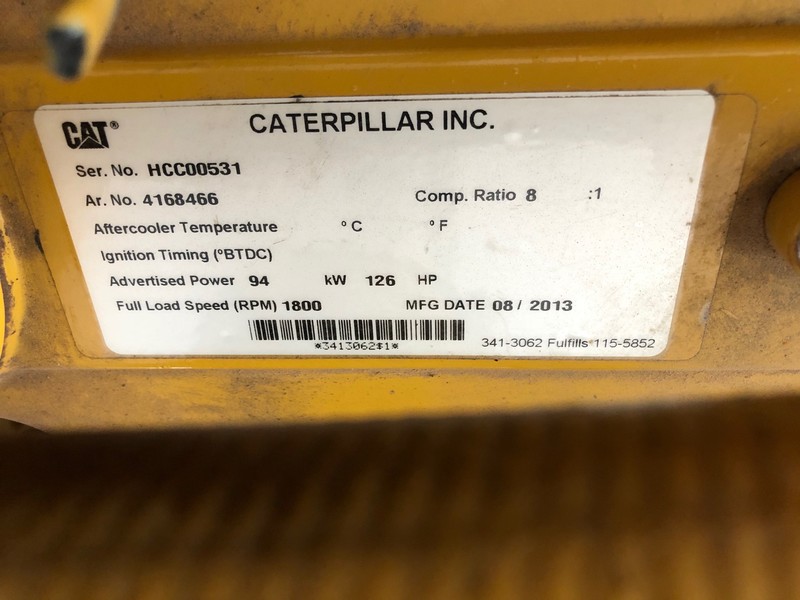 CAT® CATERPILLAR INC.
Ser. No. HCC00531
Ar. No. 4168466 Comp. Ratio 8 :1
Aftercooler Temperature °C °F
Ignition Timing (°BTDC)
Advertised Power 94 kW 126 HP
Full Load Speed (RPM) 1800 MFG DATE 08/ 2013
*3413062$1*
341-3062 Fulfills 115-5852